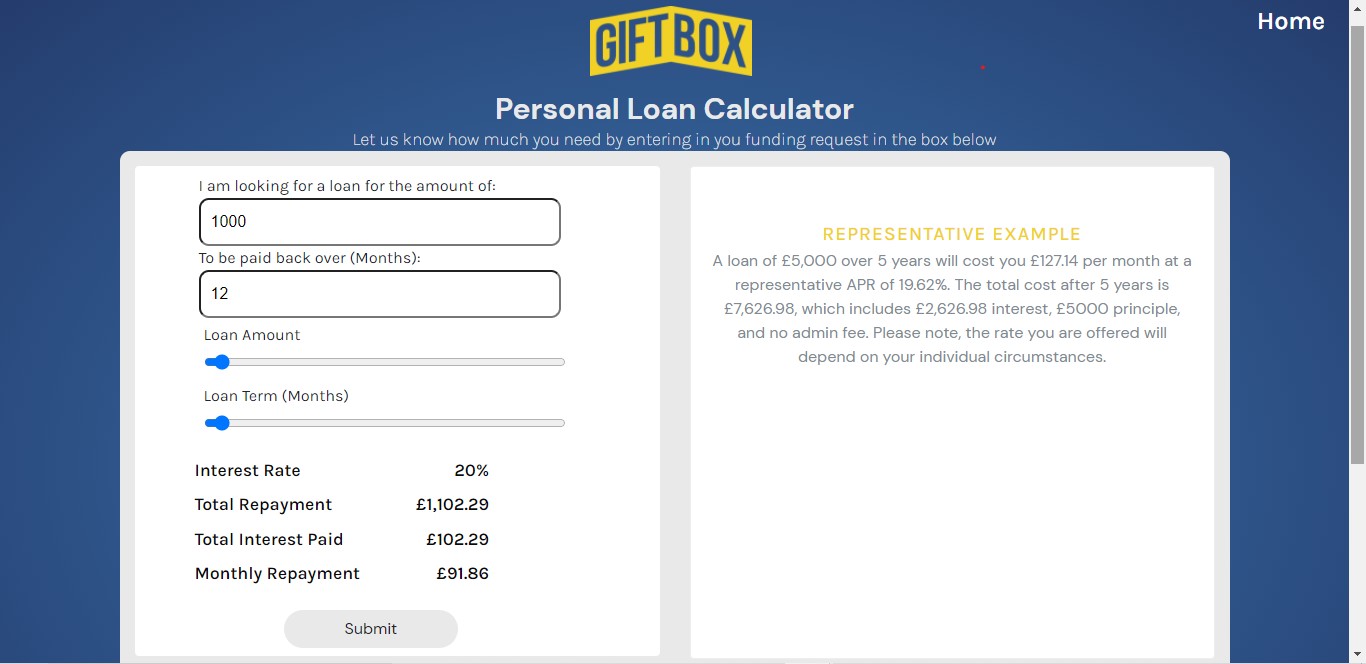 GIFT BOX
Home
Personal Loan Calculator
Let us know how much you need by entering in you funding request in the box below
I am looking for a loan for the amount of:
1000
To be paid back over (Months):
12
Loan Amount
Loan Term (Months)
Interest Rate 20%
Total Repayment £1,102.29
Total Interest Paid £102.29
Monthly Repayment £91.86
Submit
REPRESENTATIVE EXAMPLE
A loan of £5,000 over 5 years will cost you £127.14 per month at a
representative APR of 19.62%. The total cost after 5 years is
£7,626.98, which includes £2,626.98 interest, £5000 principle,
and no admin fee. Please note, the rate you are offered will
depend on your individual circumstances.